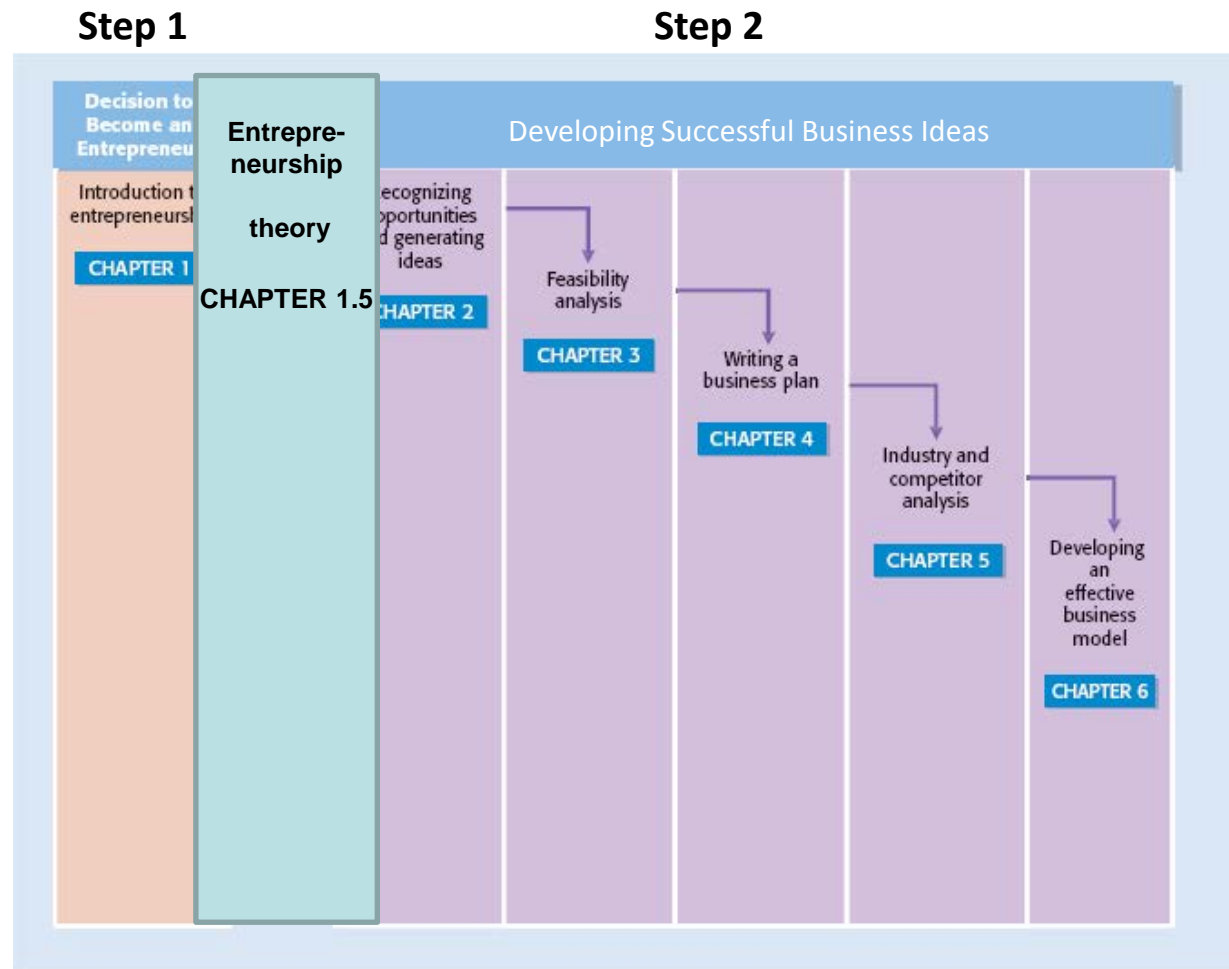 Step 1
Step 2
Decision to
Become an
Entrepreneu
Entrepre-
neurship
theory
CHAPTER 1.5
Developing Successful Business Ideas
Introduction t
entrepreneursh
CHAPTER 1
ecognizing
pportunities
d generating
ideas
CHAPTER 2
Feasibility
analysis
CHAPTER 3
Writing a
business plan
CHAPTER 4
Industry and
competitor
analysis
CHAPTER 5
Developing
an
effective
business
model
CHAPTER 6